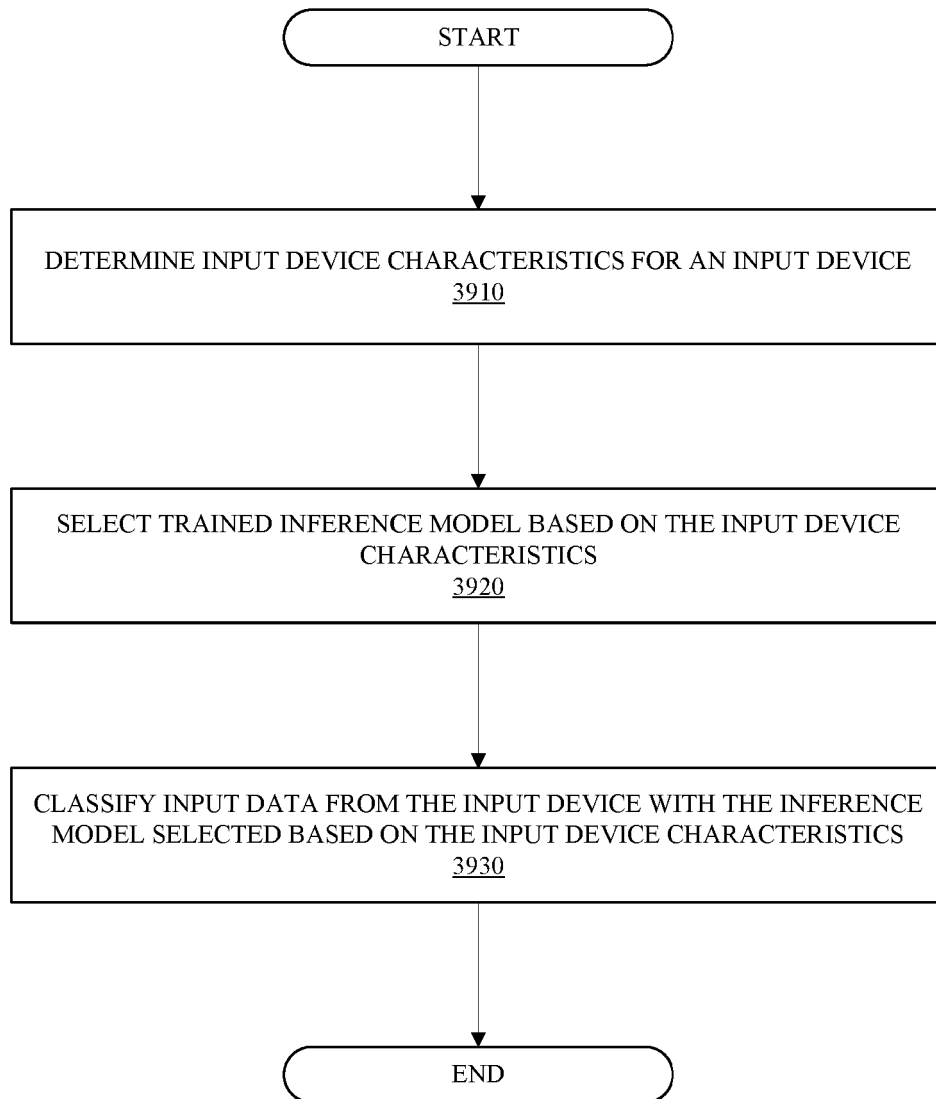 START
DETERMINE INPUT DEVICE CHARACTERISTICS FOR AN INPUT DEVICE
3910
SELECT TRAINED INFERENCE MODEL BASED ON THE INPUT DEVICE
CHARACTERISTICS
3920
CLASSIFY INPUT DATA FROM THE INPUT DEVICE WITH THE INFERENCE
MODEL SELECTED BASED ON THE INPUT DEVICE CHARACTERISTICS
3930
END